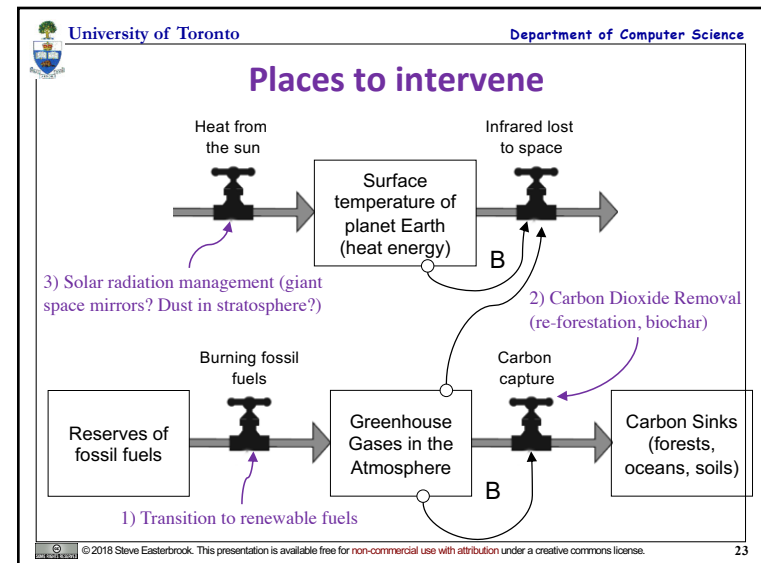 University of Toronto
Department of Computer Science
Places to intervene
Heat from
the sun
Infrared lost
to space
Surface
temperature of
planet Earth
(heat energy)
B
3) Solar radiation management (giant
space mirrors? Dust in stratosphere?)
2) Carbon Dioxide Removal
(re-forestation, biochar)
Burning fossil
fuels
Carbon
capture
Reserves of
fossil fuels
Greenhouse
Gases in the
Atmosphere
Carbon Sinks
(forests,
oceans, soils)
B
1) Transition to renewable fuels
© 2018 Steve Easterbrook. This presentation is available free for non-commercial use with attribution under a creative commons license.
23